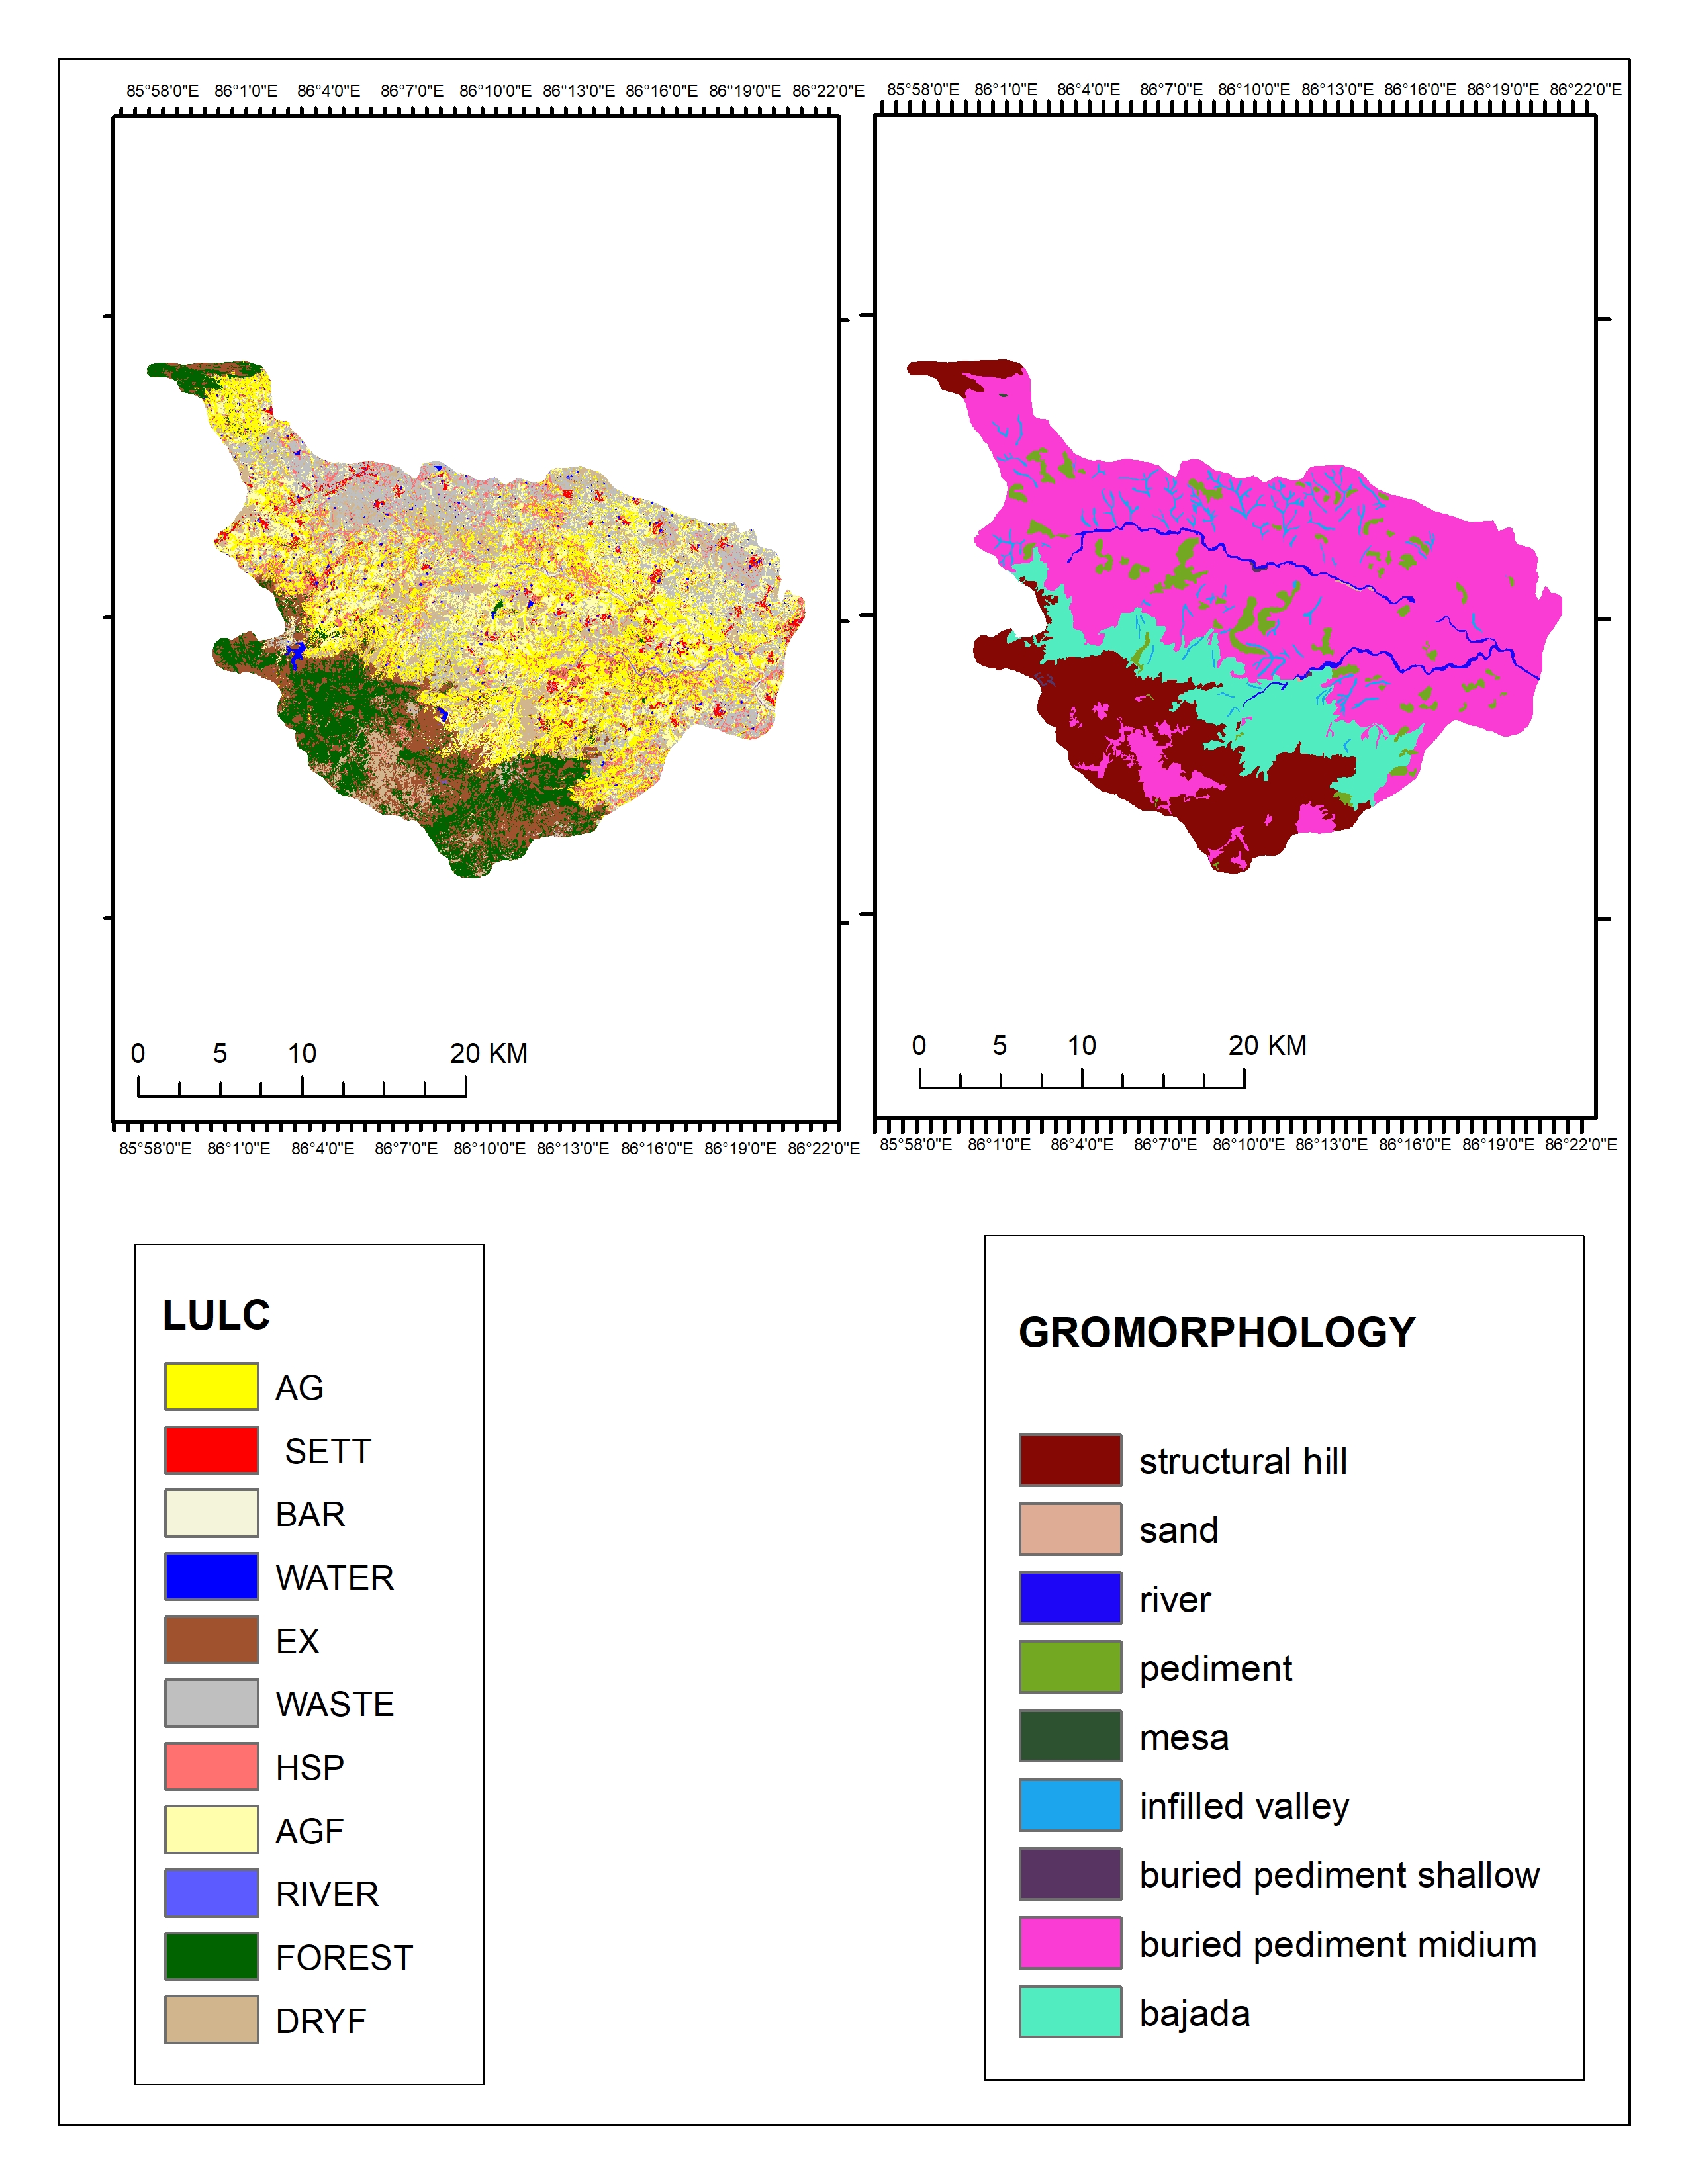 85°58'0"E 86°1'0"E 86°4'0"E 86°7'0"E 86°10'0"E 86°13'0"E 86°16'0"E 86°19'0"E 86°22'0"E
0 5 10 20 KM
85°58'0"E 86°1'0"E 86°4'0"E 86°7'0"E 86°10'0"E 86°13'0"E 86°16'0"E 86°19'0"E 86°22'0"E
85°58'0"E 86°1'0"E 86°4'0"E 86°7'0"E 86°10'0"E 86°13'0"E 86°16'0"E 86°19'0"E 86°22'0"E
0 5 10 20 KM
85°58'0"E 86°1'0"E 86°4'0"E 86°7'0"E 86°10'0"E 86°13'0"E 86°16'0"E 86°19'0"E 86°22'0"E
LULC
AG
SETT
BAR
WATER
EX
WASTE
HSP
AGF
RIVER
FOREST
DRYF
GROMORPHOLOGY
structural hill
sand
river
pediment
mesa
infilled valley
buried pediment shallow
buried pediment midium
bajada